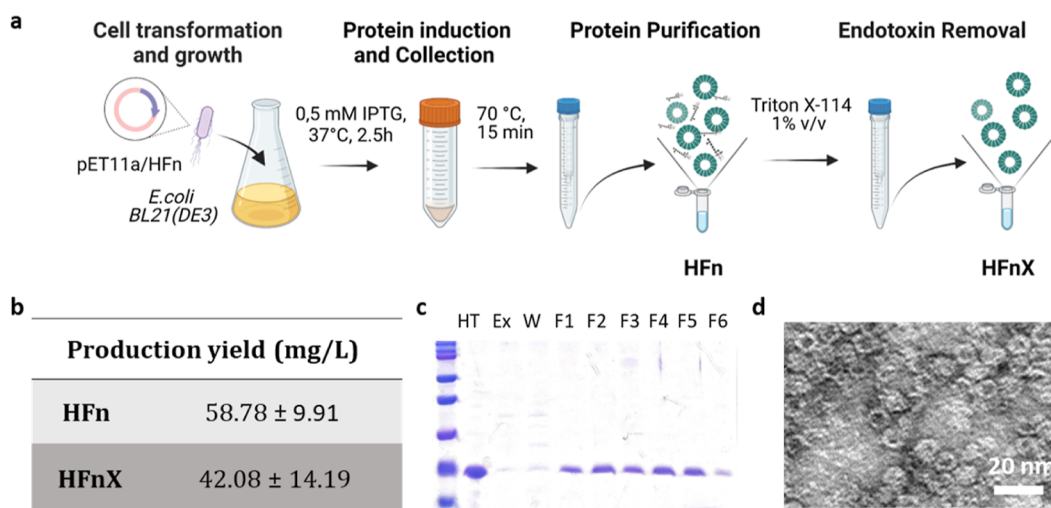 a
Cell transformation
and growth
Protein induction
and Collection
Protein Purification
Endotoxin Removal
0,5 mM IPTG,
37°C, 2.5h
70 °C,
15 min
Triton X-114
1% v/v
pET11a/HFn
E.coli
BL21(DE3)
HFn
HFnX
b
Production yield (mg/L)
HFn 58.78 ± 9.91
HFnX 42.08 ± 14.19
c
HT Ex W F1 F2 F3 F4 F5 F6
d
20 nm